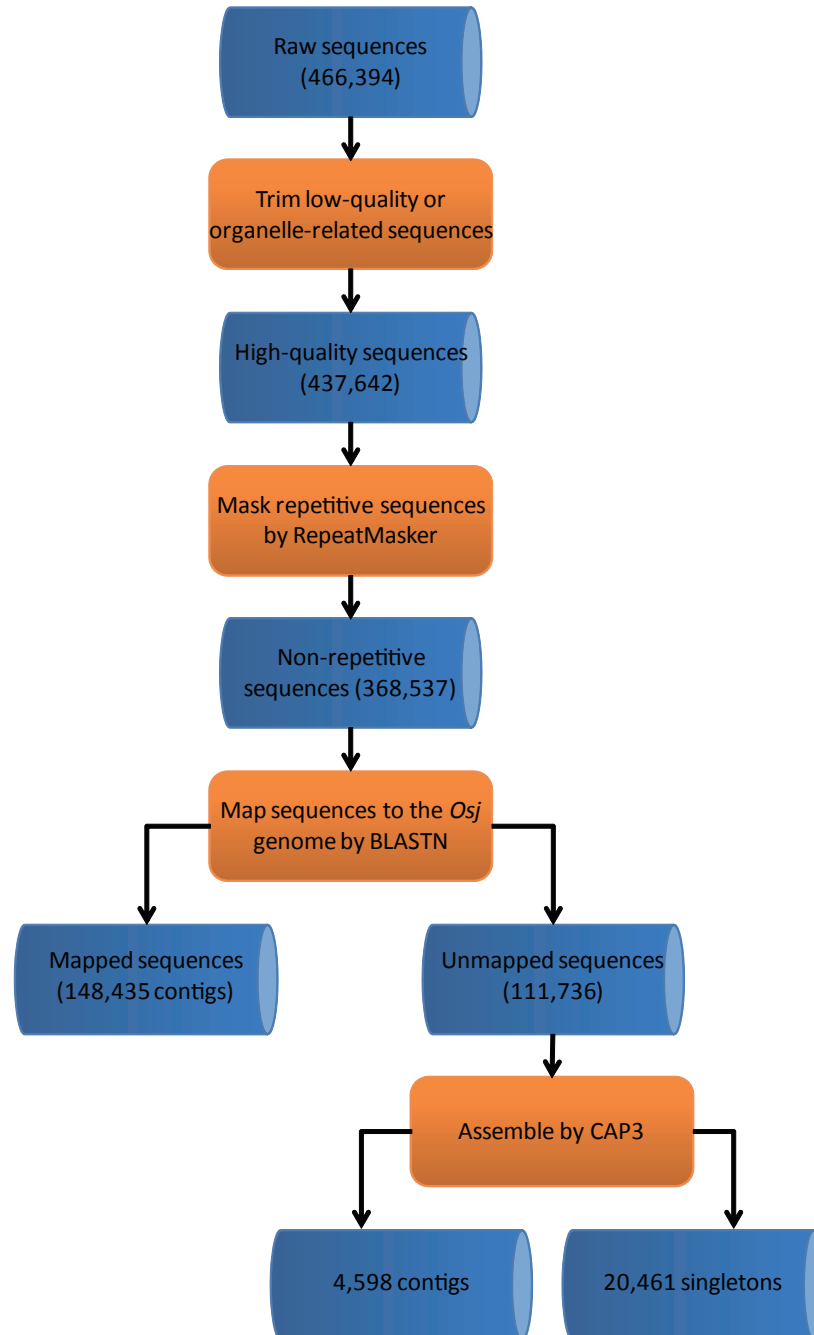 Raw sequences
(466,394)
Trim low-quality or
organelle-related sequences
High-quality sequences
(437,642)
Mask repetitive sequences
by RepeatMasker
Non-repetitive
sequences (368,537)
Map sequences to the Osj
genome by BLASTN
Mapped sequences
(148,435 contigs)
Unmapped sequences
(111,736)
Assemble by CAP3
4,598 contigs
20,461 singletons